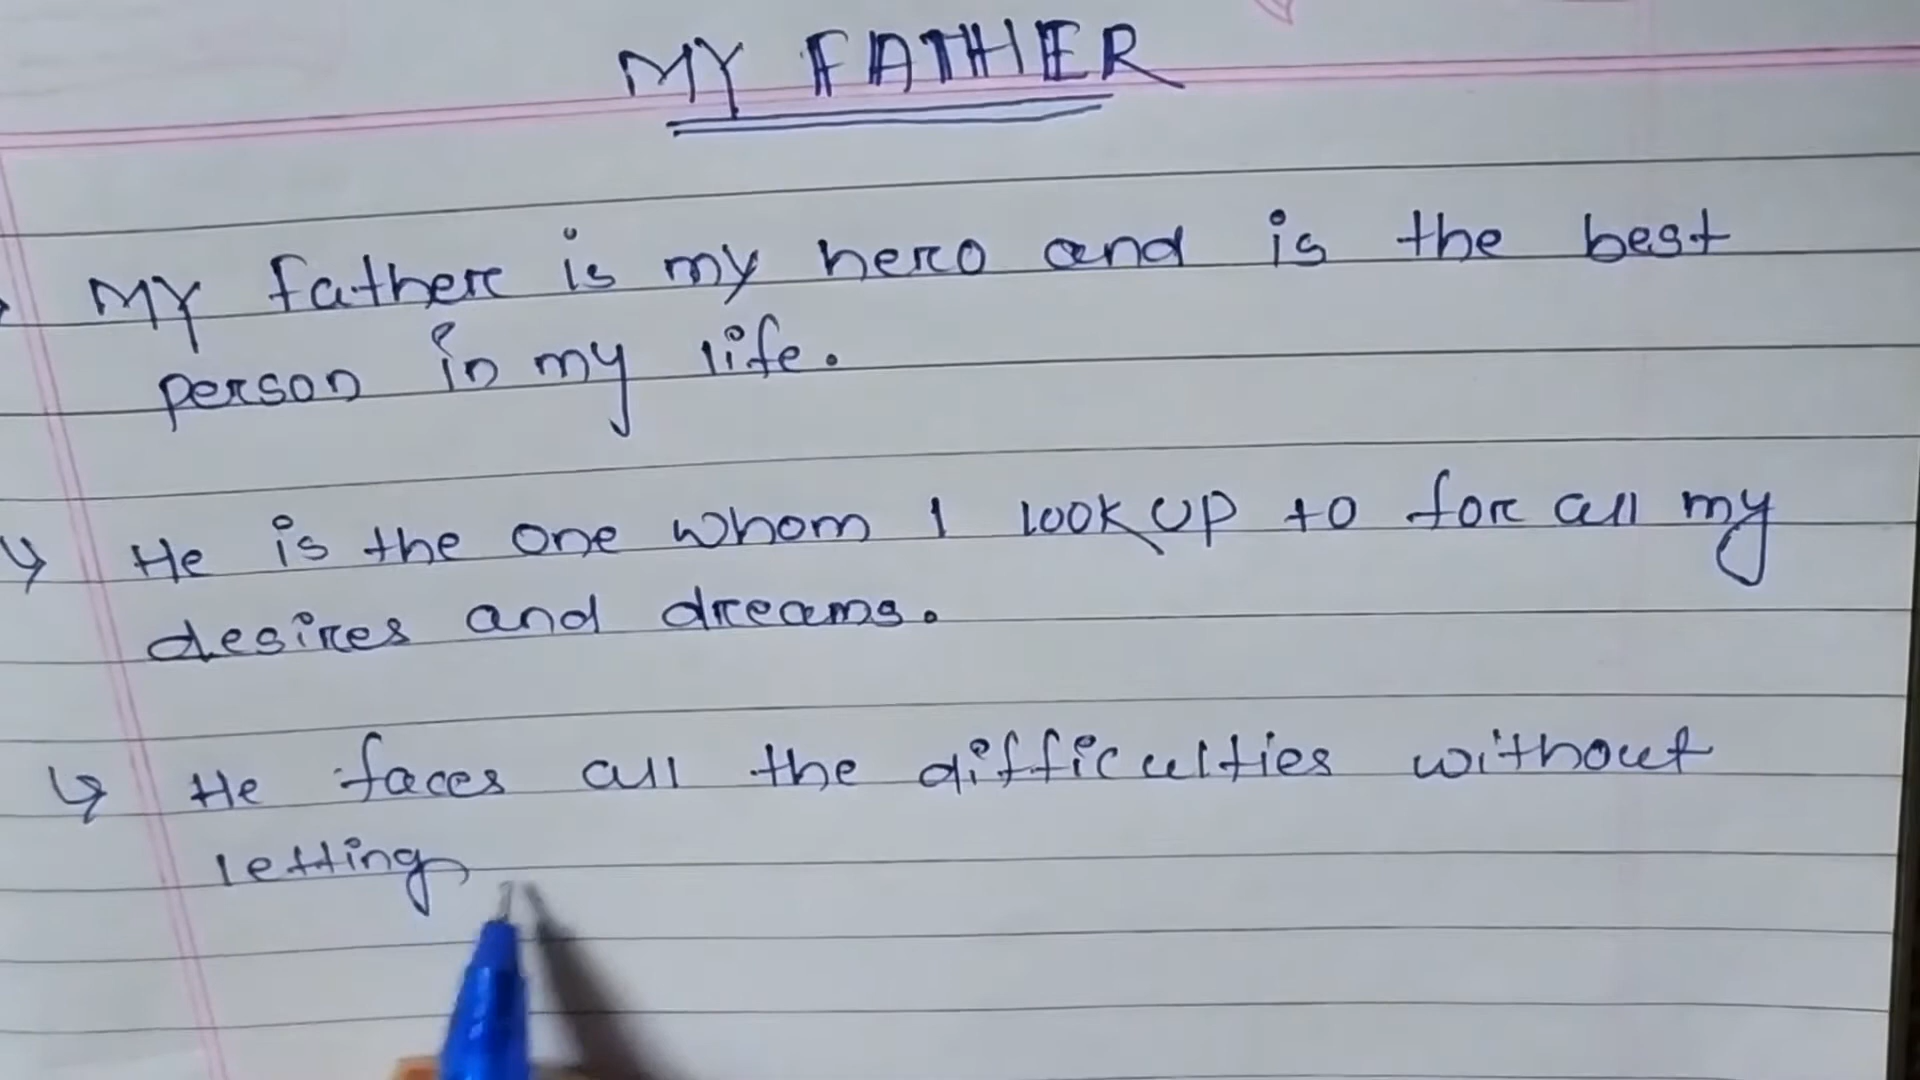 MY FATHER
MY father is my hero and is the best
person in my life.
He is the one whom I look up to for all my
desires and dreams.
He faces all the difficulties without
letting